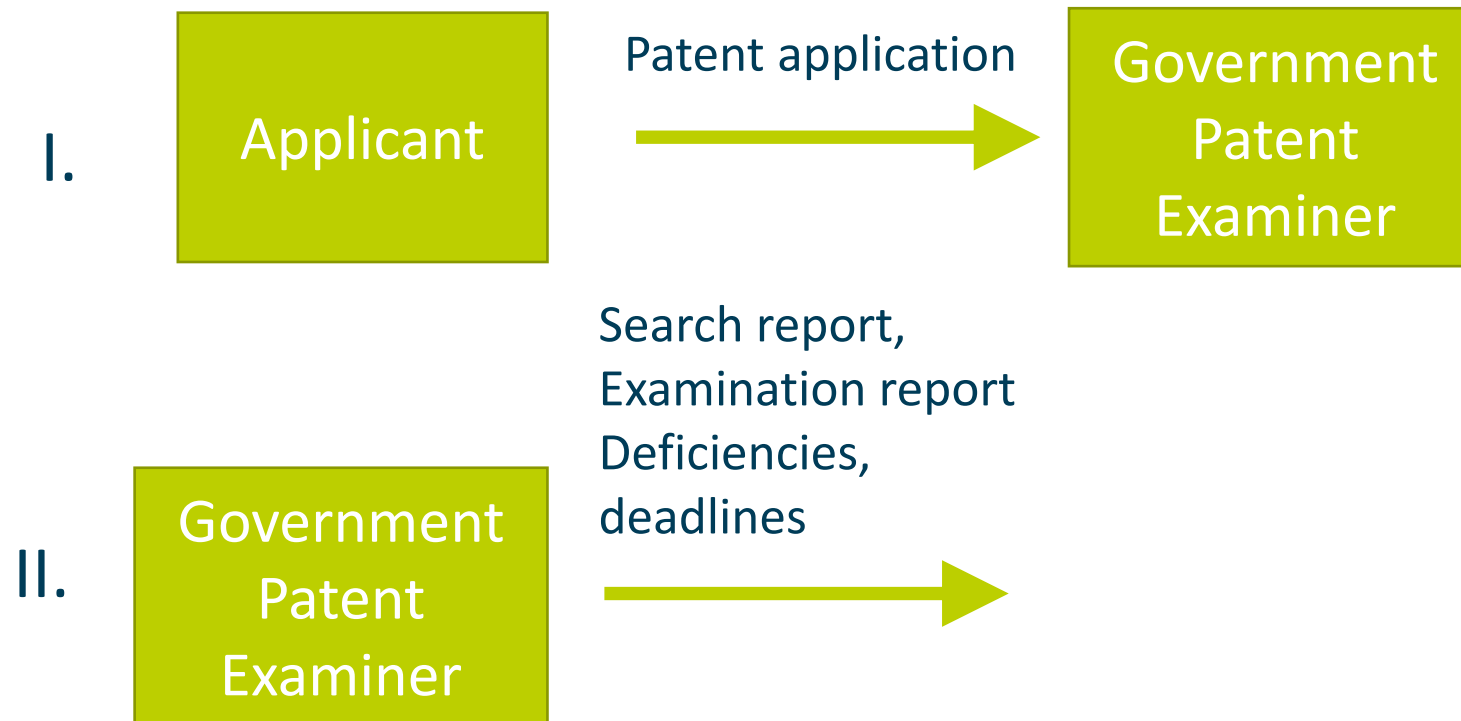 I.
Applicant
Patent application
Government
Patent
Examiner
II.
Government
Patent
Examiner
Search report,
Examination report
Deficiencies,
deadlines